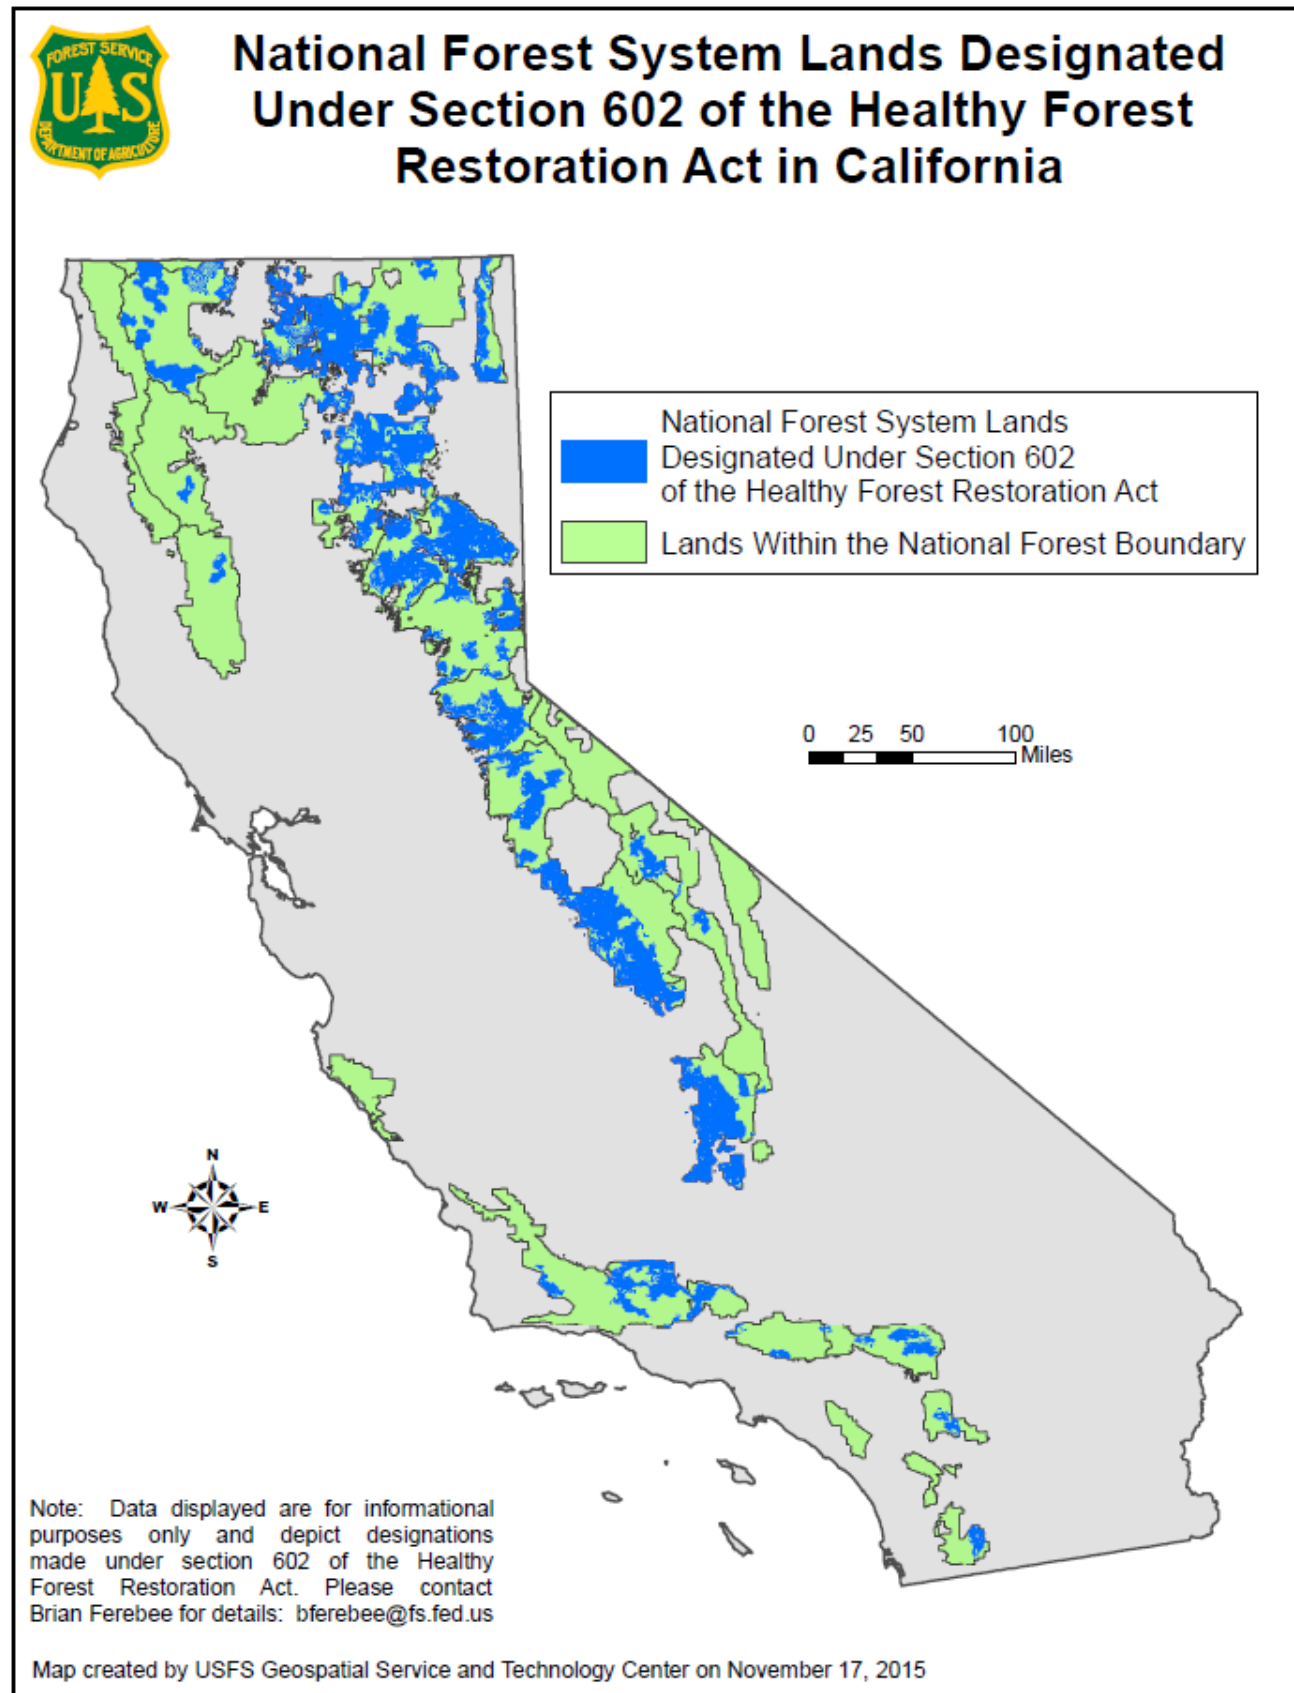 FOREST SERVICE
U S
DEPARTMENT OF AGRICULTURE
National Forest System Lands Designated
Under Section 602 of the Healthy Forest
Restoration Act in California
National Forest System Lands
Designated Under Section 602
of the Healthy Forest Restoration Act
Lands Within the National Forest Boundary
0 25 50 100
Miles
N
W E
S
Note: Data displayed are for informational
purposes only and depict designations
made under section 602 of the Healthy
Forest Restoration Act. Please contact
Brian Ferebee for details: bferebee@fs.fed.us
Map created by USFS Geospatial Service and Technology Center on November 17, 2015